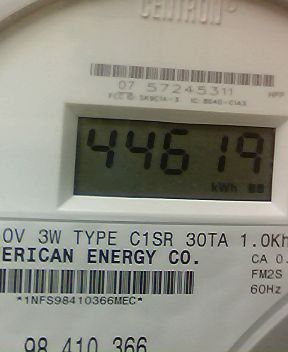 CENTRON®
07 57245311
FCC ID: SK9C1A-3 IC: 864G-C1A3
44619
kWh
0V 3W TYPE C1SR 30TA 1.0Kh
ERICAN ENERGY CO. CA 0.
FM2S
*1NFS98410366MEC* 60Hz
98 410 366